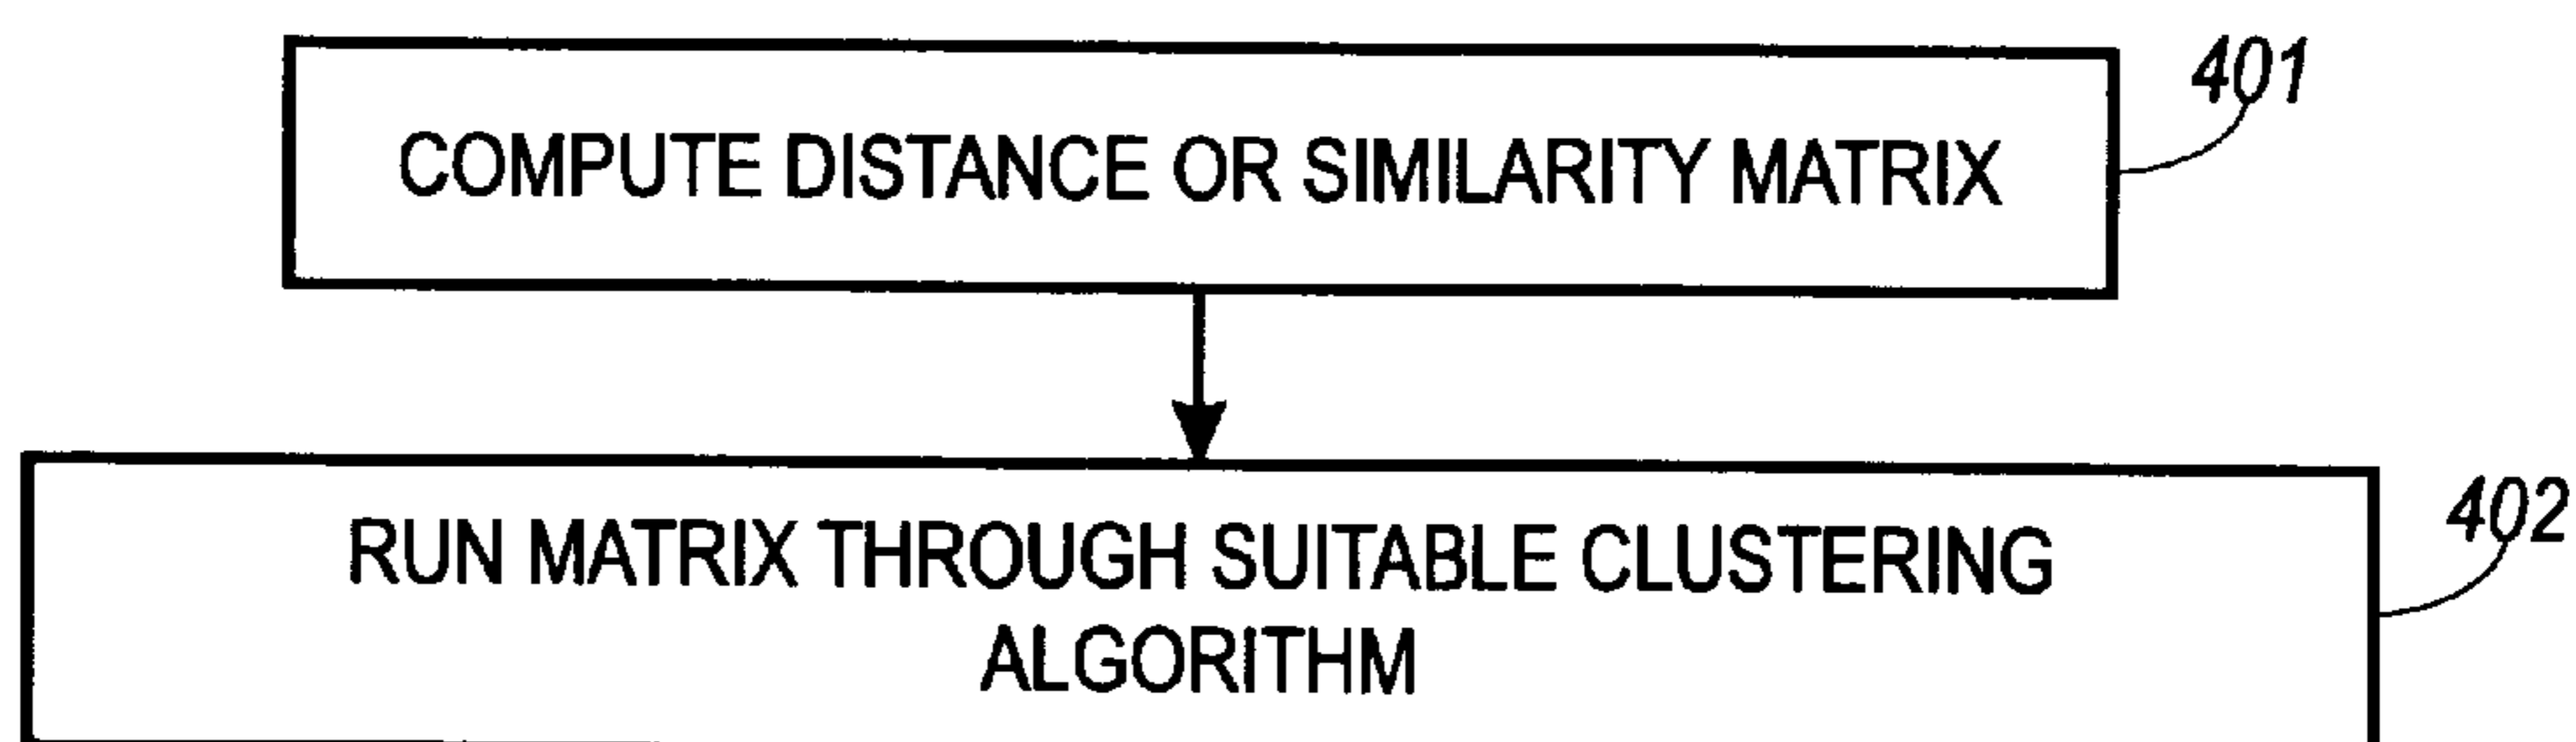 401
COMPUTE DISTANCE OR SIMILARITY MATRIX
402
RUN MATRIX THROUGH SUITABLE CLUSTERING
ALGORITHM